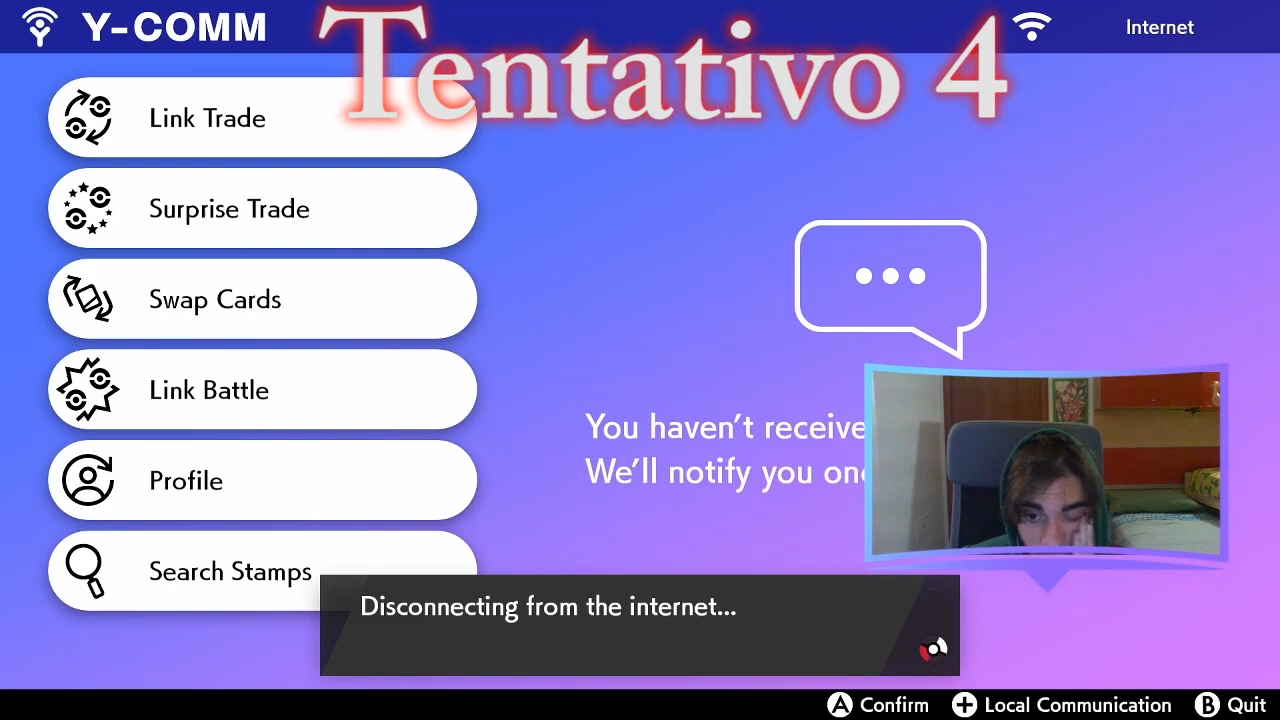 Y-COMM
Tentativo 4
Internet
Link Trade
Surprise Trade
Swap Cards
Link Battle
Profile
Search Stamps
You haven't receive
We'll notify you
Disconnecting from the internet...
A Confirm + Local Communication B Quit